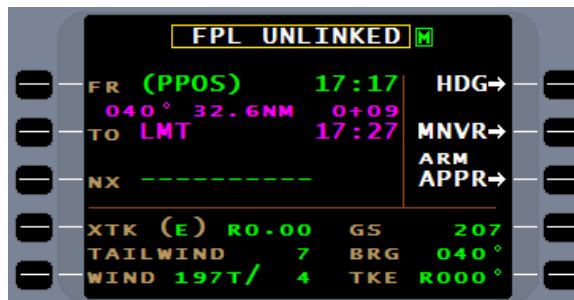 FPL UNLINKED M
FR (PPOS) 17:17 HDG→
040° 32.6NM 0+09
TO LMT 17:27 MNVR→
ARM
NX ---------- APPR→
XTK (E) R0.00 GS 207
TAILWIND 7 BRG 040°
WIND 197T/ 4 TKE R000°